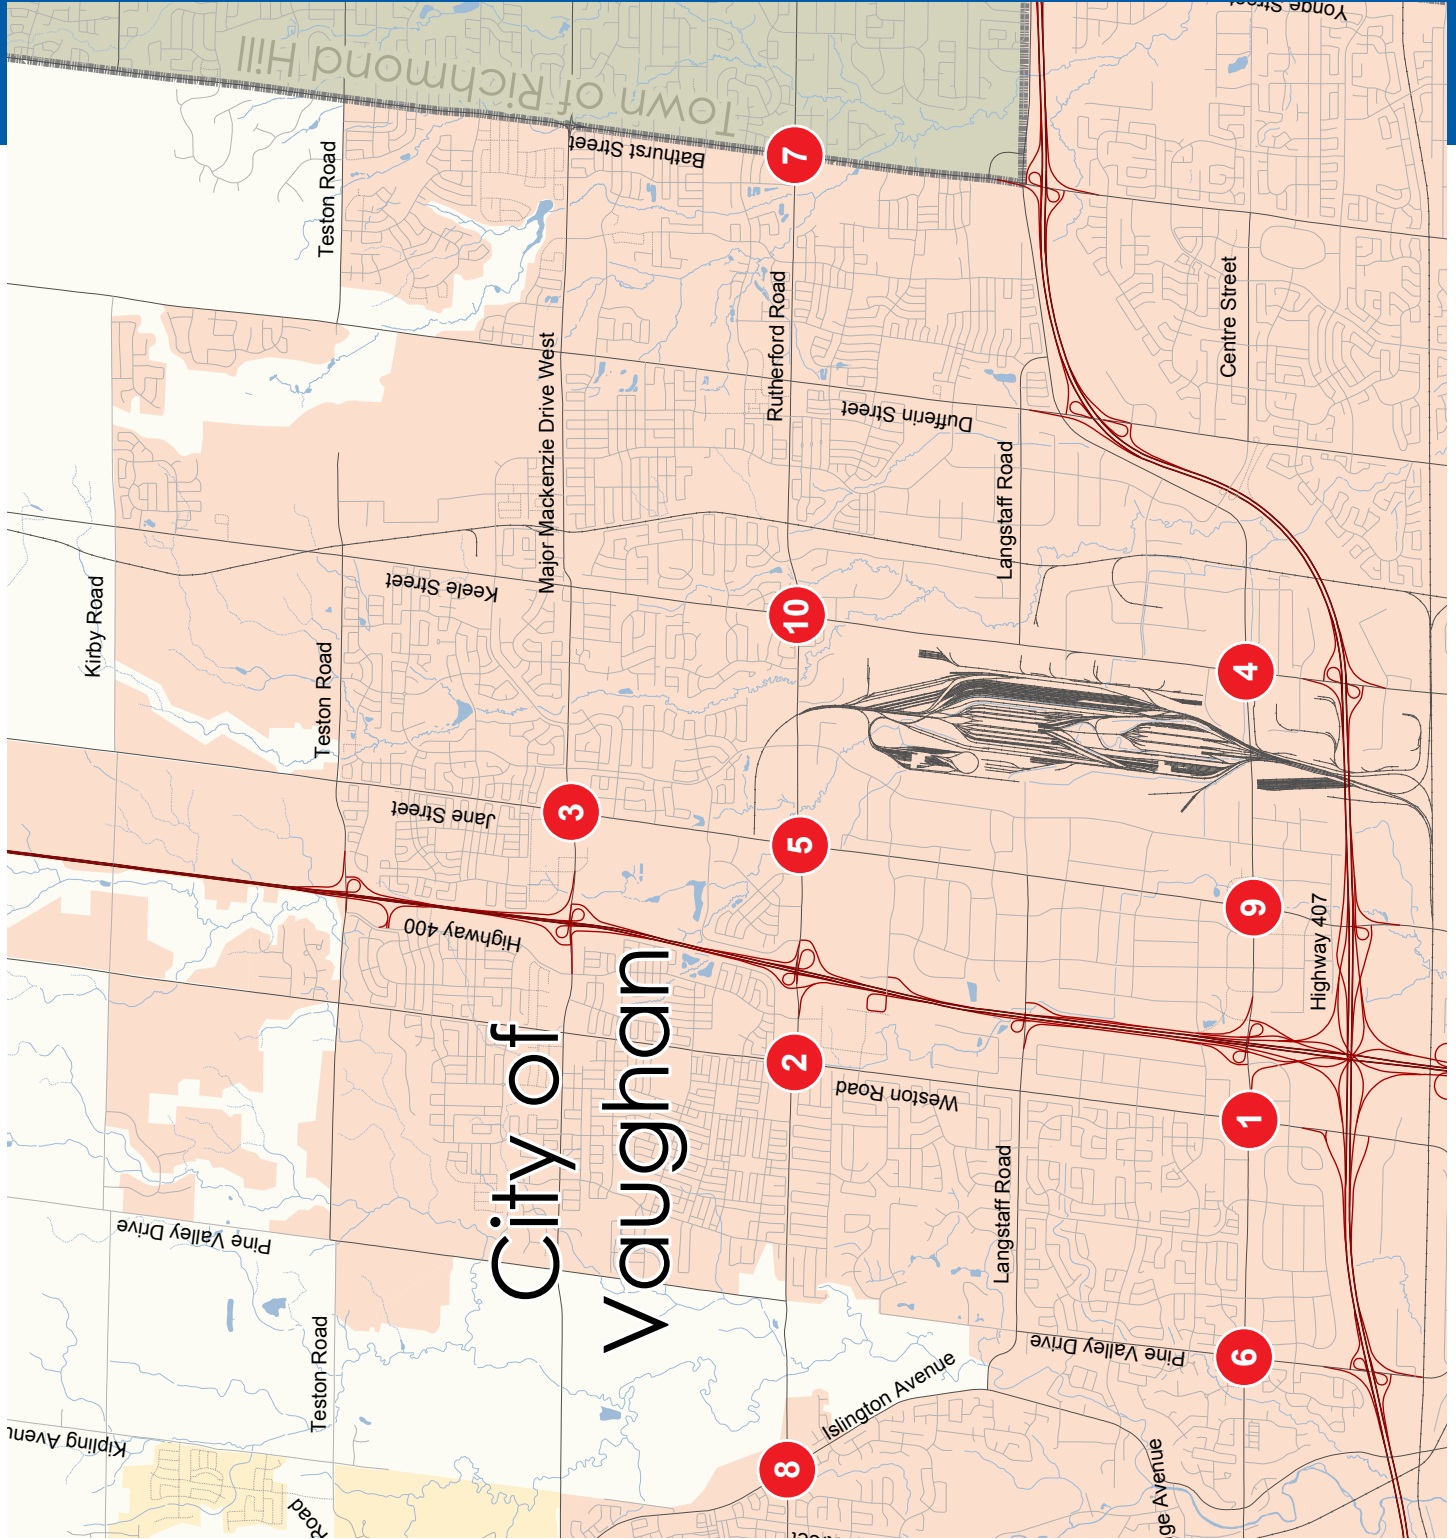 Yonge
Town of Richmond Hill
Bathurst Street
Teston Road
7
Rutherford Road
Centre Street
Major Mackenzie Drive West
Dufferin Street
Langstaff Road
Keele Street
Kirby Road
10
Teston Road
4
Jane Street
3
5
9
Highway 400
Highway 407
City of
Vaughan
2
Weston Road
1
Langstaff Road
Pine Valley Drive
Teston Road
Pine Valley Drive
6
Islington Avenue
Kipling
8
Avenue
Road